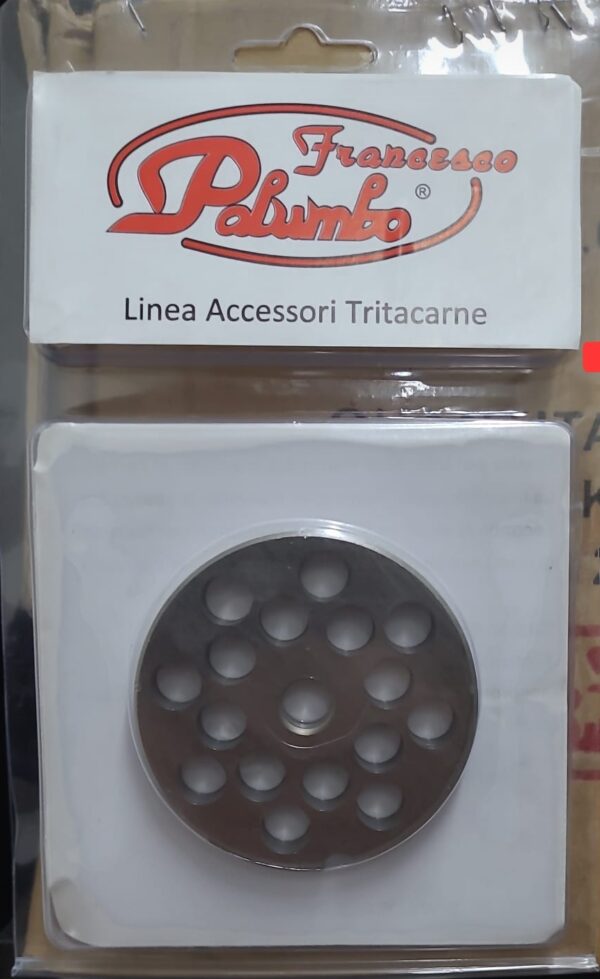 Francesco
Palumbo®
Linea Accessori Tritacarne